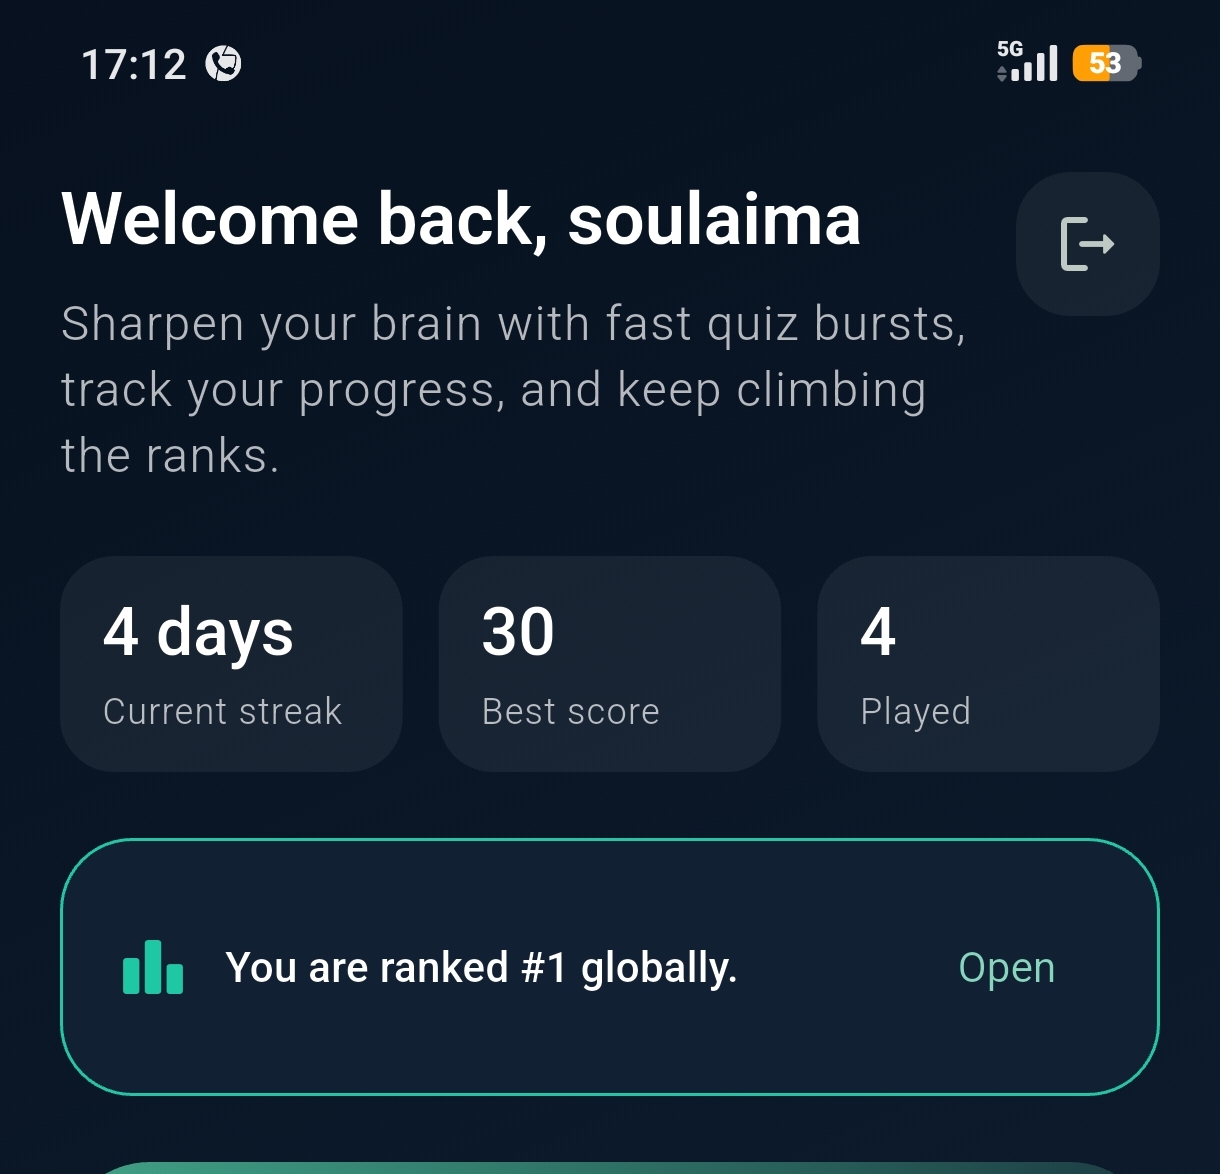 17:12
5G
53
Welcome back, soulaima
Sharpen your brain with fast quiz bursts,
track your progress, and keep climbing
the ranks.
4 days
Current streak
30
Best score
4
Played
You are ranked #1 globally.
Open